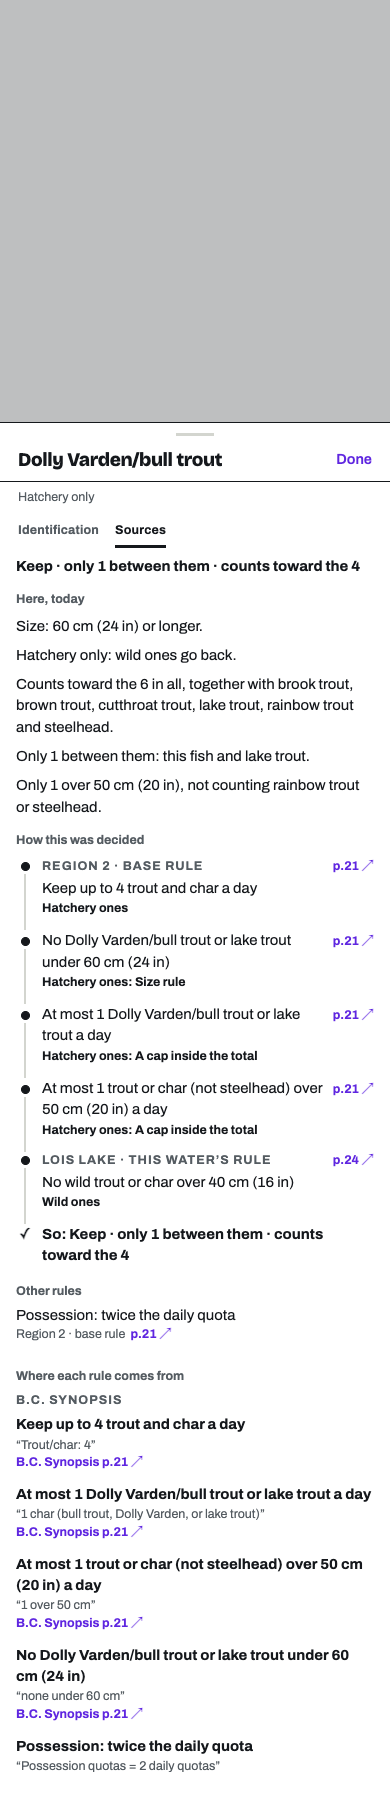 Dolly Varden/bull trout
Done
Hatchery only
Identification
Sources
Keep · only 1 between them · counts toward the 4
Here, today
Size: 60 cm (24 in) or longer.
Hatchery only: wild ones go back.
Counts toward the 6 in all, together with brook trout,
brown trout, cutthroat trout, lake trout, rainbow trout
and steelhead.
Only 1 between them: this fish and lake trout.
Only 1 over 50 cm (20 in), not counting rainbow trout
or steelhead.
How this was decided
REGION 2 · BASE RULE
p.21 ↗
Keep up to 4 trout and char a day
Hatchery ones
No Dolly Varden/bull trout or lake trout
p.21 ↗
under 60 cm (24 in)
Hatchery ones: Size rule
At most 1 Dolly Varden/bull trout or lake
p.21 ↗
trout a day
Hatchery ones: A cap inside the total
At most 1 trout or char (not steelhead) over
p.21 ↗
50 cm (20 in) a day
Hatchery ones: A cap inside the total
LOIS LAKE · THIS WATER’S RULE
p.24 ↗
No wild trout or char over 40 cm (16 in)
Wild ones
✓ So: Keep · only 1 between them · counts
toward the 4
Other rules
Possession: twice the daily quota
Region 2 · base rule p.21 ↗
Where each rule comes from
B.C. SYNOPSIS
Keep up to 4 trout and char a day
“Trout/char: 4”
B.C. Synopsis p.21 ↗
At most 1 Dolly Varden/bull trout or lake trout a day
“1 char (bull trout, Dolly Varden, or lake trout)”
B.C. Synopsis p.21 ↗
At most 1 trout or char (not steelhead) over 50 cm
(20 in) a day
“1 over 50 cm”
B.C. Synopsis p.21 ↗
No Dolly Varden/bull trout or lake trout under 60
cm (24 in)
“none under 60 cm”
B.C. Synopsis p.21 ↗
Possession: twice the daily quota
“Possession quotas = 2 daily quotas”